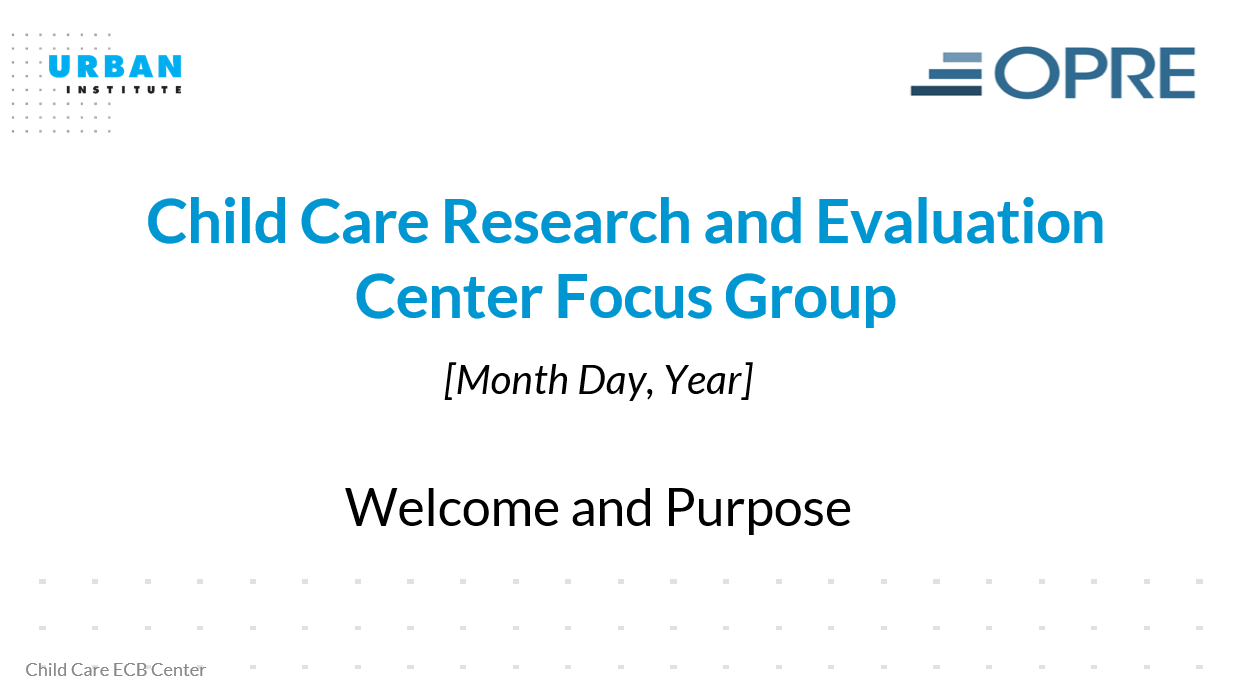 URBAN
INSTITUTE
OPRE
Child Care Research and Evaluation
Center Focus Group
[Month Day, Year]
Welcome and Purpose
Child Care ECB Center